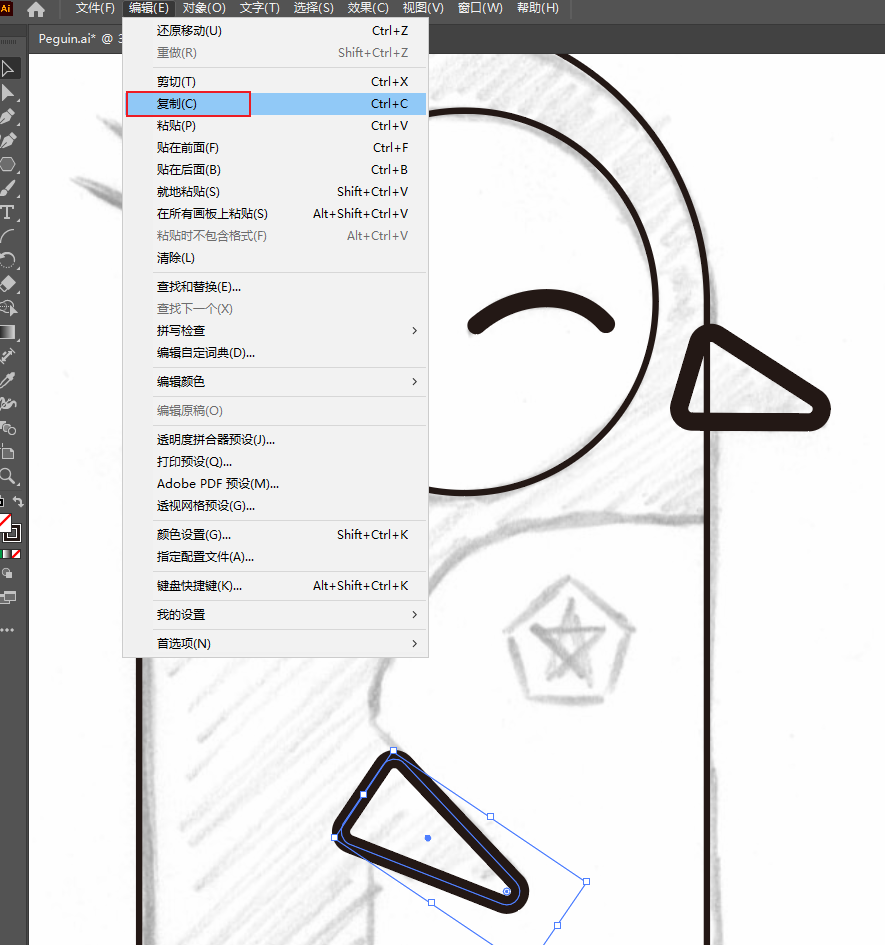 Ai
文件(F) 编辑(E) 对象(O) 文字(T) 选择(S) 效果(C) 视图(V) 窗口(W) 帮助(H)
Peguin.ai* @ 3
还原移动(U) Ctrl+Z
重做(R) Shift+Ctrl+Z
剪切(T) Ctrl+X
复制(C) Ctrl+C
粘贴(P) Ctrl+V
贴在前面(F) Ctrl+F
贴在后面(B) Ctrl+B
就地粘贴(S) Shift+Ctrl+V
在所有画板上粘贴(S) Alt+Shift+Ctrl+V
粘贴时不包含格式(F) Alt+Ctrl+V
清除(L)
查找和替换(E)...
查找下一个(X)
拼写检查
编辑自定词典(D)...
编辑颜色
编辑原稿(O)
透明度拼合器预设(J)...
打印预设(Q)...
Adobe PDF 预设(M)...
透视网格预设(G)...
颜色设置(G)... Shift+Ctrl+K
指定配置文件(A)...
键盘快捷键(K)... Alt+Shift+Ctrl+K
我的设置
首选项(N)